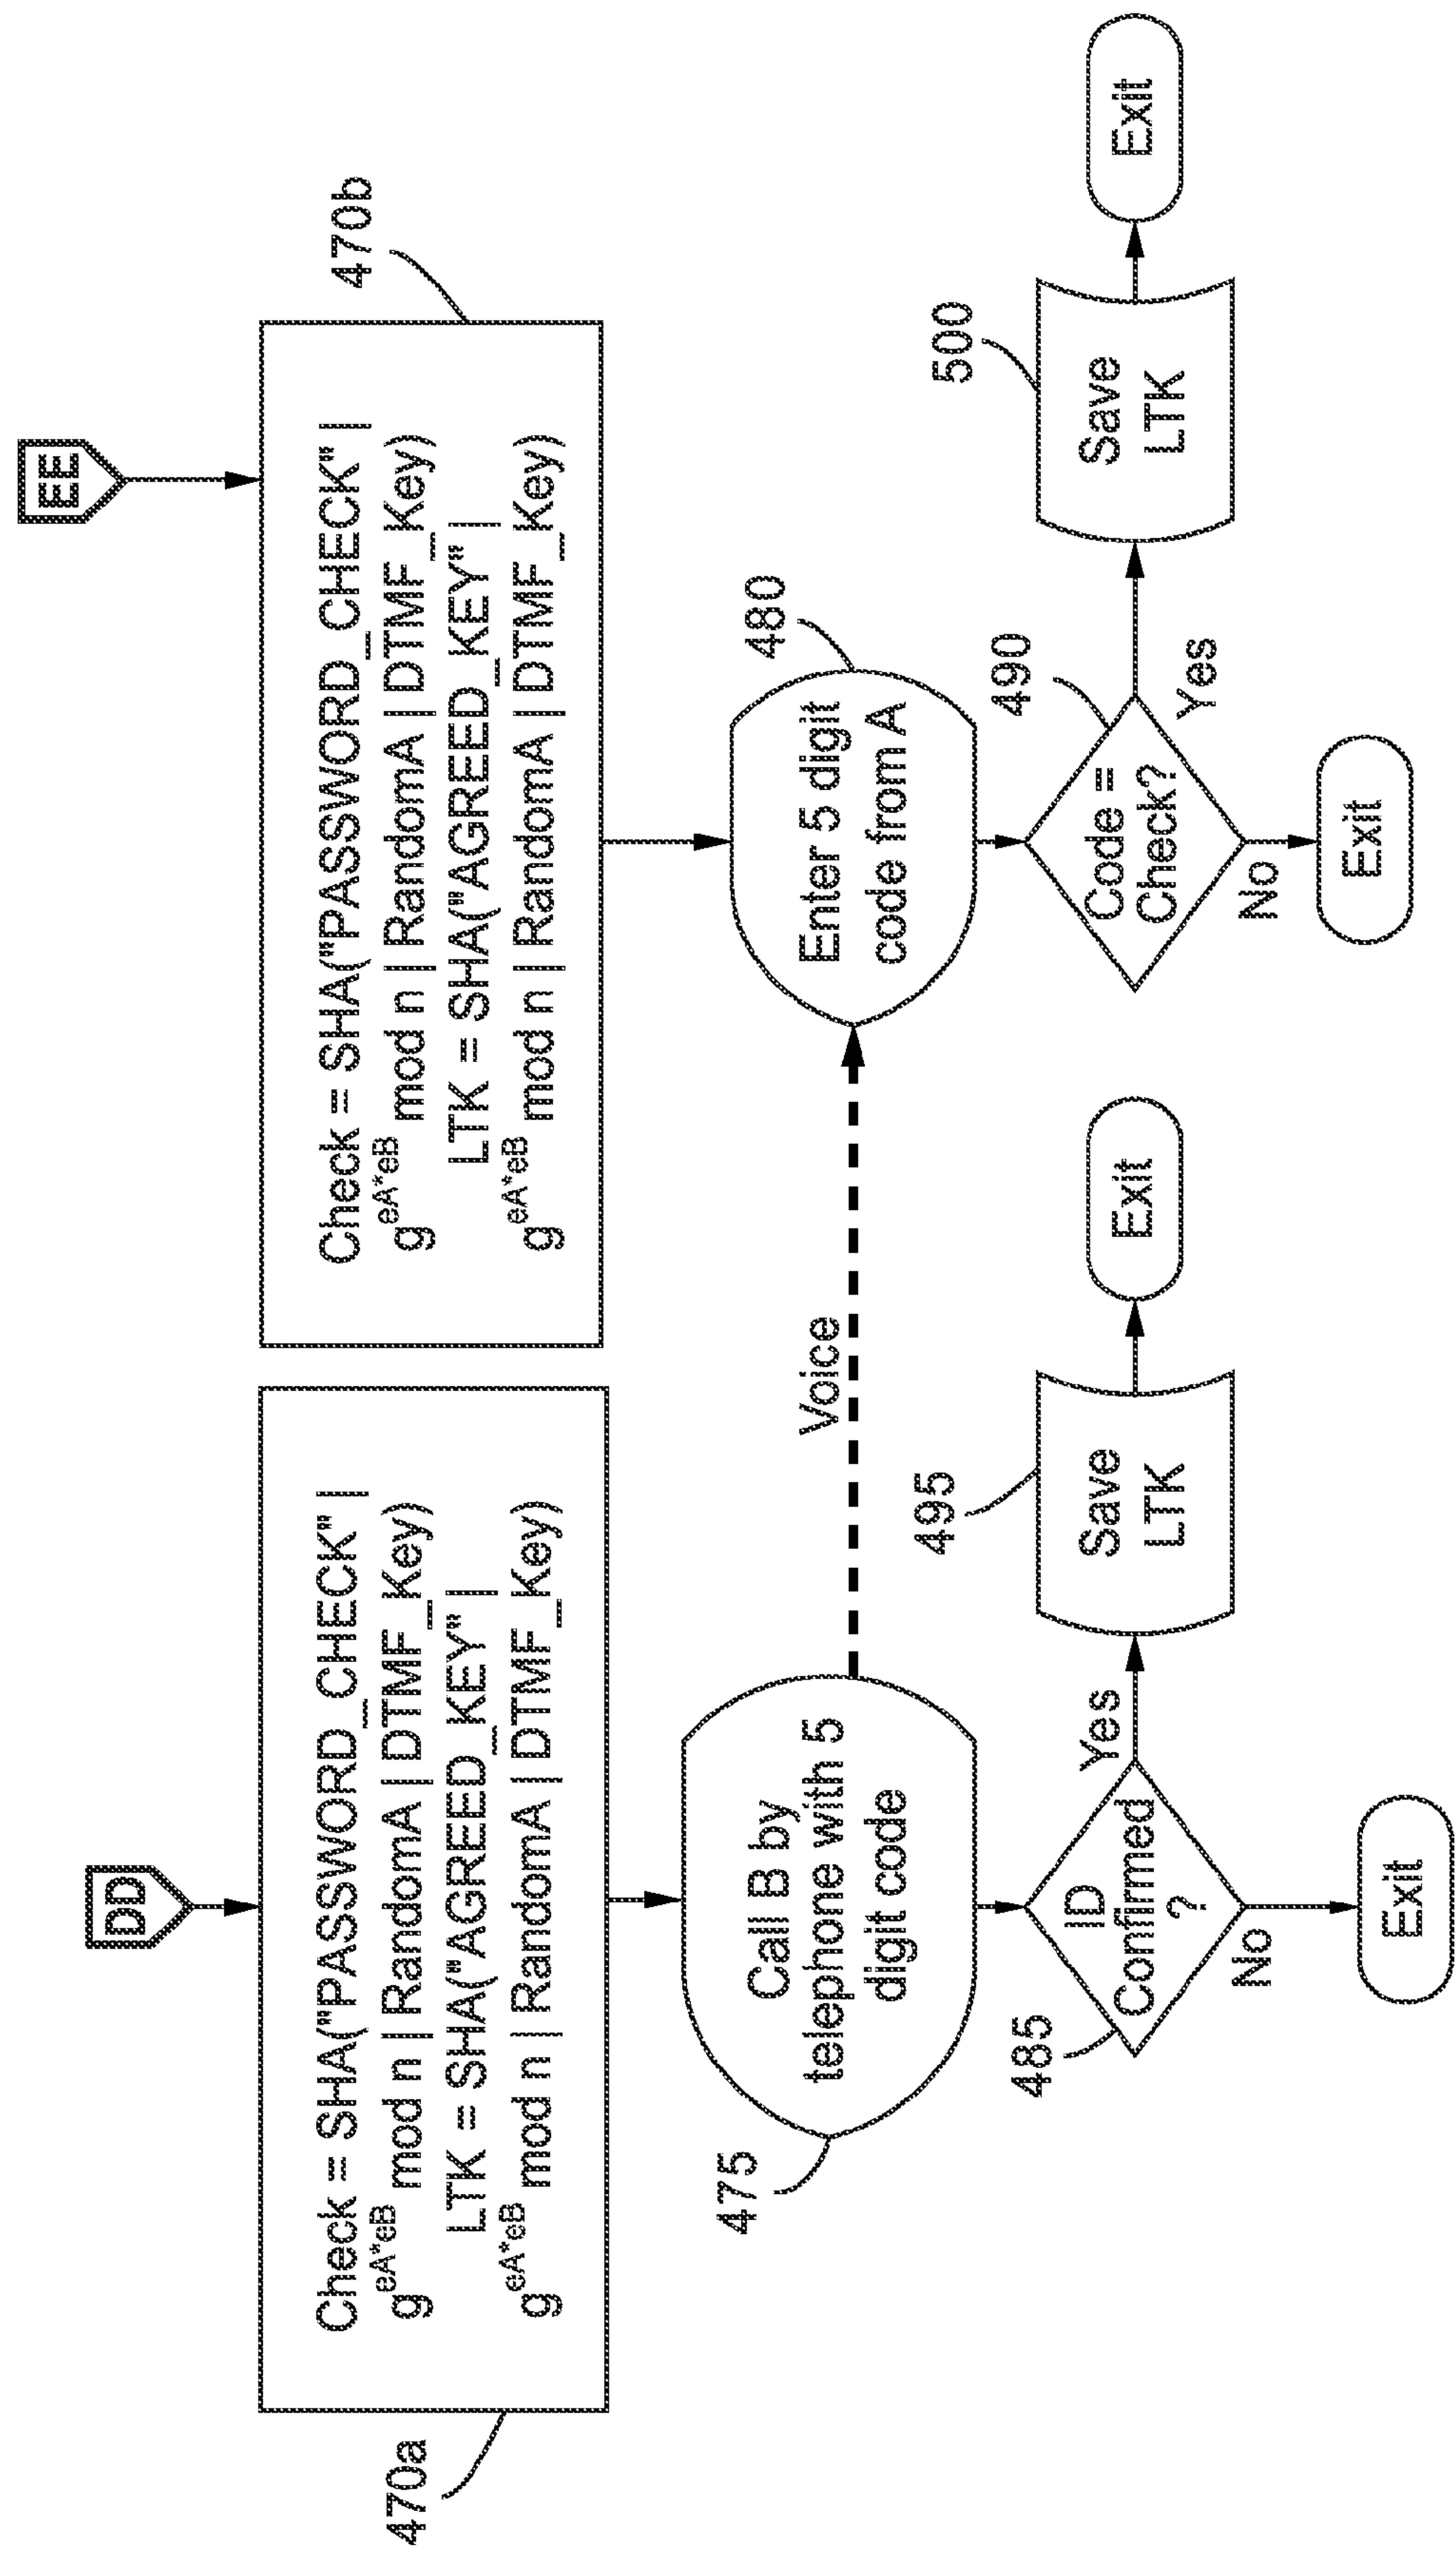 DD
Check = SHA("PASSWORD_CHECK" |
g^eA*eB mod n | RandomA | DTMF_Key)
LTK = SHA("AGREED_KEY" |
g^eA*eB mod n | RandomA | DTMF_Key)
470a
EE
Check = SHA("PASSWORD_CHECK" |
g^eA*eB mod n | RandomA | DTMF_Key)
LTK = SHA("AGREED_KEY" |
g^eA*eB mod n | RandomA | DTMF_Key)
470b
475
Call B by
telephone with 5
digit code
Voice
480
Enter 5 digit
code from A
485
ID
Confirmed
?
Yes
No
Exit
495
Save
LTK
Exit
490
Code =
Check?
Yes
No
Exit
500
Save
LTK
Exit